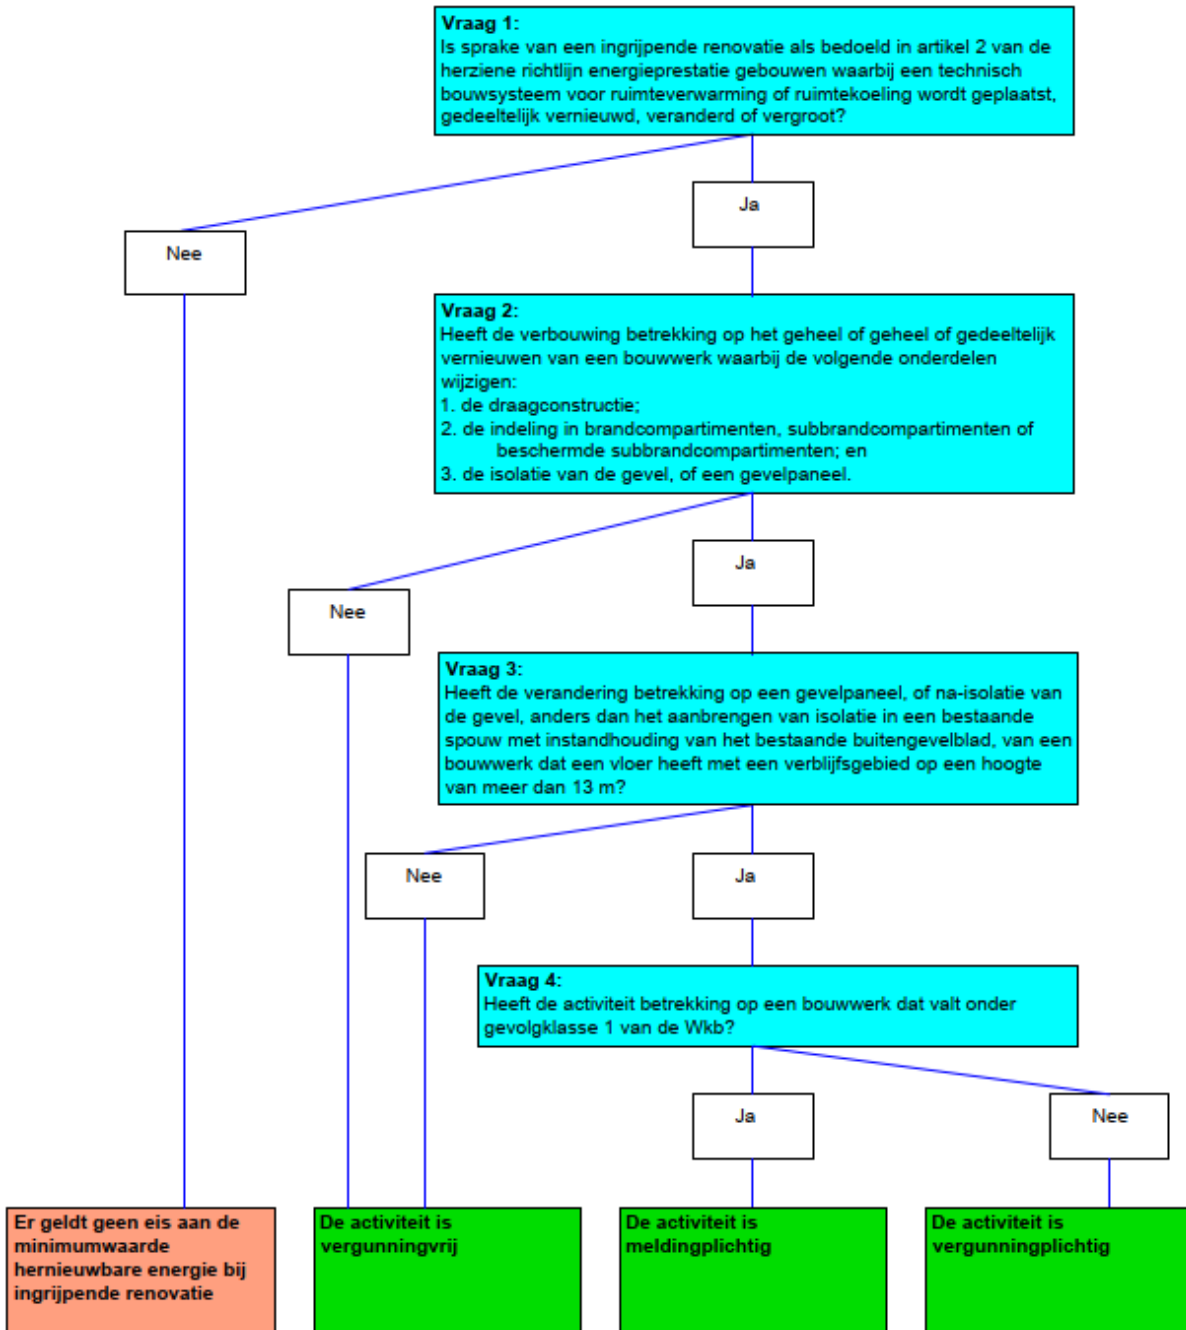 Vraag 1:
Is sprake van een ingrijpende renovatie als bedoeld in artikel 2 van de
herziene richtlijn energieprestatie gebouwen waarbij een technisch
bouwsysteem voor ruimteverwarming of ruimtekoeling wordt geplaatst,
gedeeltelijk vernieuwd, veranderd of vergroot?
Ja
Nee
Vraag 2:
Heeft de verbouwing betrekking op het geheel of geheel of gedeeltelijk
vernieuwen van een bouwwerk waarbij de volgende onderdelen
wijzigen:
1. de draagconstructie;
2. de indeling in brandcompartimenten, subbrandcompartimenten of
beschermde subbrandcompartimenten; en
3. de isolatie van de gevel, of een gevelpaneel.
Ja
Nee
Vraag 3:
Heeft de verandering betrekking op een gevelpaneel, of na-isolatie van
de gevel, anders dan het aanbrengen van isolatie in een bestaande
spouw met instandhouding van het bestaande buitengevelblad, van een
bouwwerk dat een vloer heeft met een verblijfsgebied op een hoogte
van meer dan 13 m?
Nee
Ja
Vraag 4:
Heeft de activiteit betrekking op een bouwwerk dat valt onder
gevolgklasse 1 van de Wkb?
Ja
Nee
Er geldt geen eis aan de
minimumwaarde
hernieuwbare energie bij
ingrijpende renovatie
De activiteit is
vergunningvrij
De activiteit is
meldingplichtig
De activiteit is
vergunningplichtig